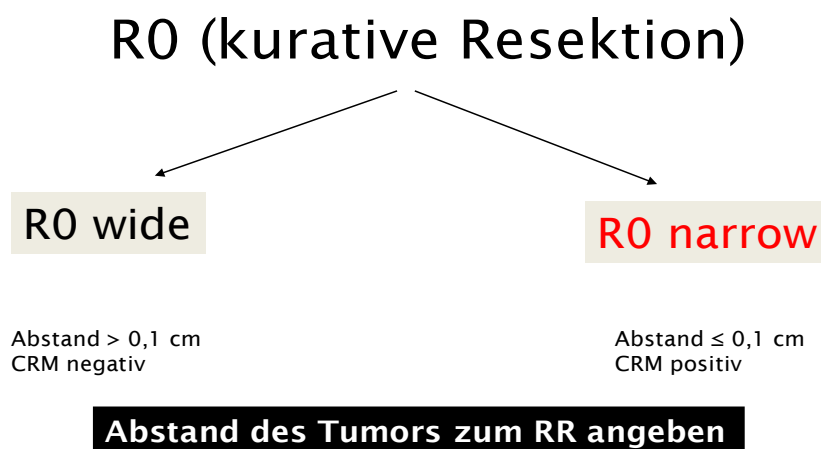 R0 (kurative Resektion)
R0 wide
R0 narrow
Abstand > 0,1 cm
CRM negativ
Abstand ≤ 0,1 cm
CRM positiv
Abstand des Tumors zum RR angeben